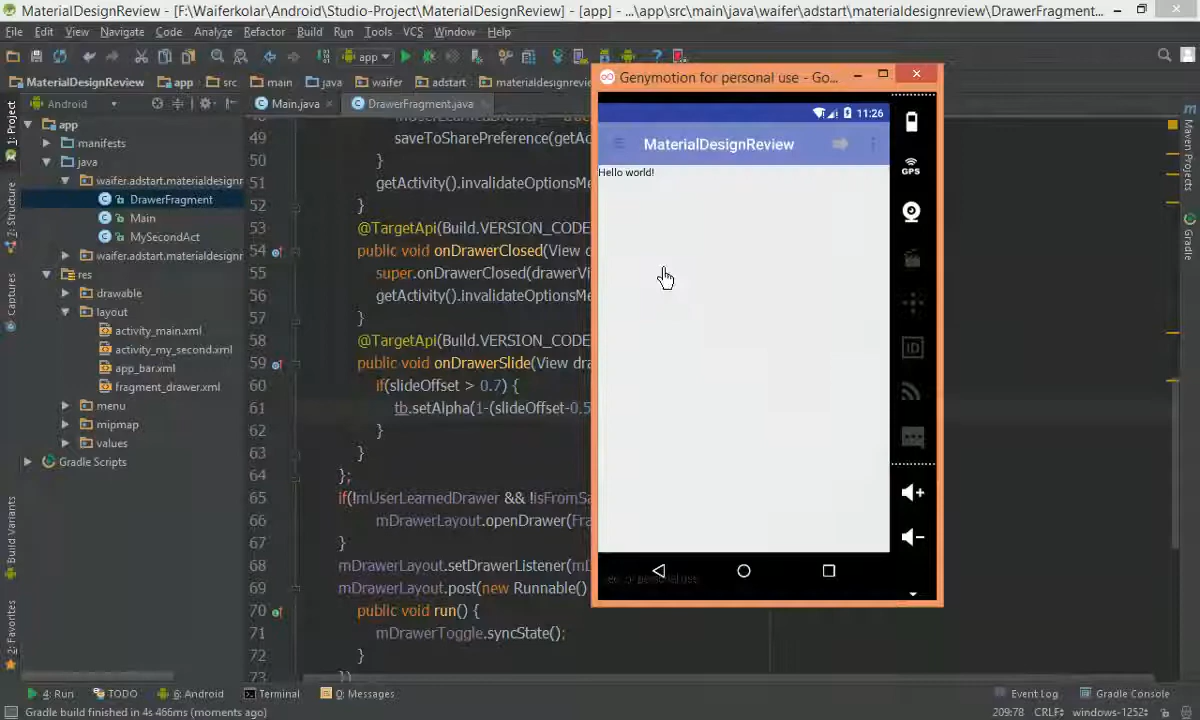 MaterialDesignReview - [F:\Waiferkolar\Android\Studio-Project\MaterialDesignReview] - [app] - ...\app\src\main\java\waifer\adstart\materialdesignreview\DrawerFragment...
File Edit View Navigate Code Analyze Refactor Build Run Tools VCS Window Help
app
MaterialDesignReview app src main java waifer adstart materialdesignreview
Android
Main.java DrawerFragment.java
1: Project
Z: Structure
Captures
Build Variants
2: Favorites
app
manifests
java
waifer.adstart.materialdesignr
DrawerFragment
Main
MySecondAct
waifer.adstart.materialdesignr
res
drawable
layout
activity_main.xml
activity_my_second.xml
app_bar.xml
fragment_drawer.xml
menu
mipmap
values
Gradle Scripts
49 saveToSharePreference(getAc
50 }
51 getActivity().invalidateOptionsMe
52 }
53 @TargetApi(Build.VERSION_CODE
54 public void onDrawerClosed(View d
55 super.onDrawerClosed(drawerVi
56 getActivity().invalidateOptionsMe
57 }
58 @TargetApi(Build.VERSION_CODE
59 public void onDrawerSlide(View dra
60 if(slideOffset > 0.7) {
61 tb.setAlpha(1-(slideOffset-0.5
62 }
63 }
64 };
65 if(!mUserLearnedDrawer && !isFromSa
66 mDrawerLayout.openDrawer(Fra
67 }
68 mDrawerLayout.setDrawerListener(mD
69 mDrawerLayout.post(new Runnable()
70 public void run() {
71 mDrawerToggle.syncState();
72 }
73 })
Genymotion for personal use - Go...
11:26
MaterialDesignReview
Hello world!
GPS
ID
Maven Projects
Gradle
4: Run TODO 6: Android Terminal 0: Messages Event Log Gradle Console
Gradle build finished in 4s 466ms (moments ago) 209:78 CRLF windows-1252